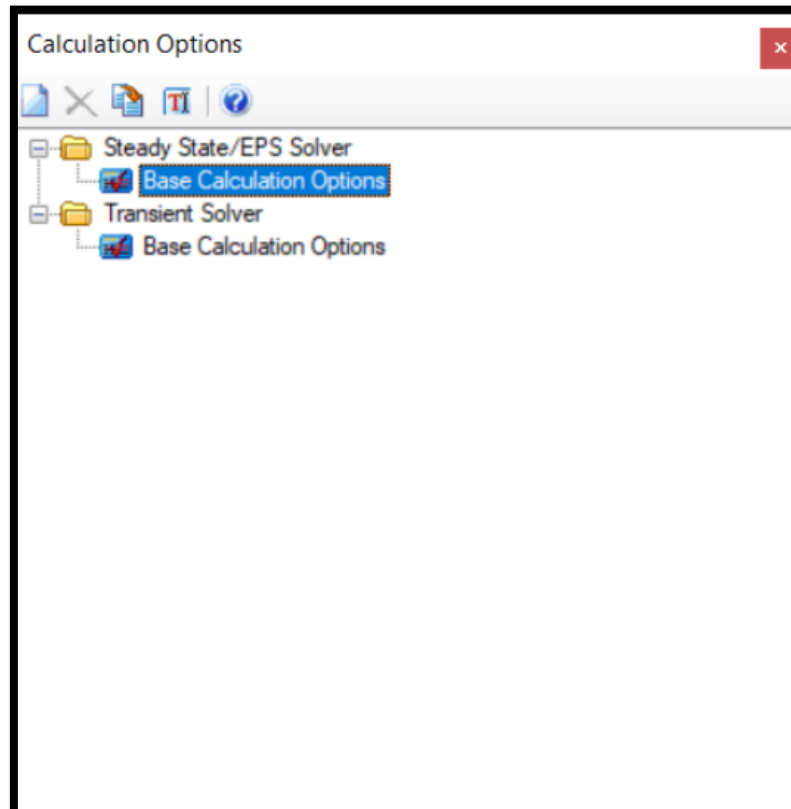 Calculation Options
Steady State/EPS Solver
Base Calculation Options
Transient Solver
Base Calculation Options